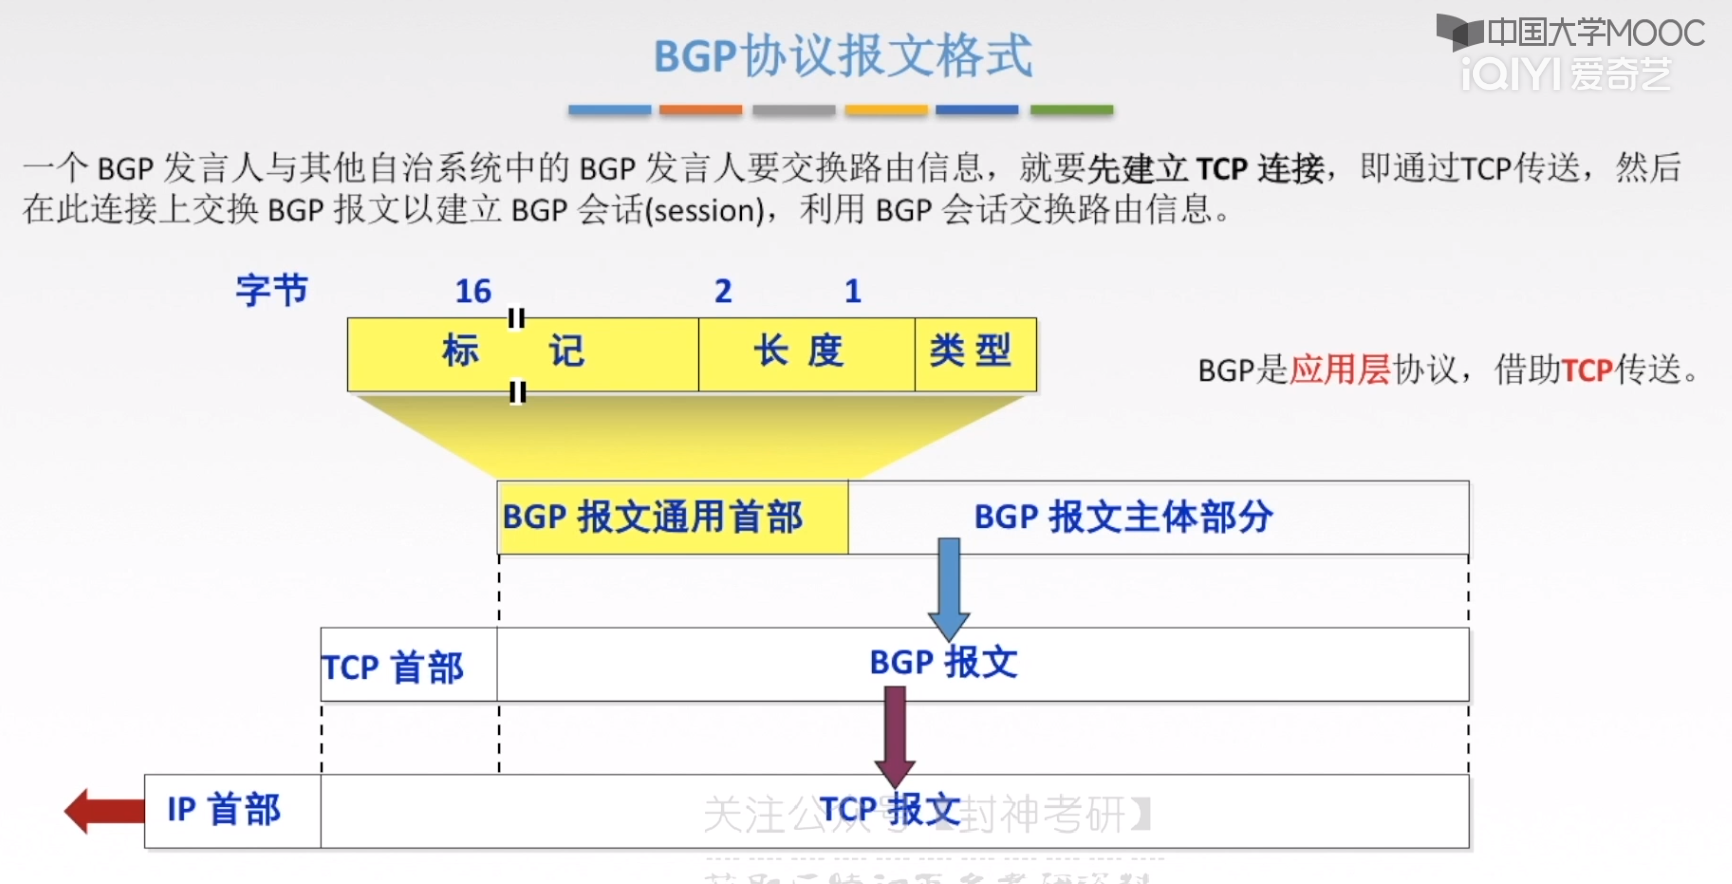 中国大学MOOC
iQIYI 爱奇艺
BGP协议报文格式
一个 BGP 发言人与其他自治系统中的 BGP 发言人要交换路由信息，就要先建立 TCP 连接，即通过TCP传送，然后
在此连接上交换 BGP 报文以建立 BGP 会话(session)，利用 BGP 会话交换路由信息。
字节 16 2 1
标 记 长 度 类 型
BGP是应用层协议，借助TCP传送。
BGP 报文通用首部 BGP 报文主体部分
TCP 首部 BGP 报文
IP 首部 TCP 报文
关注公众号【封神考研】